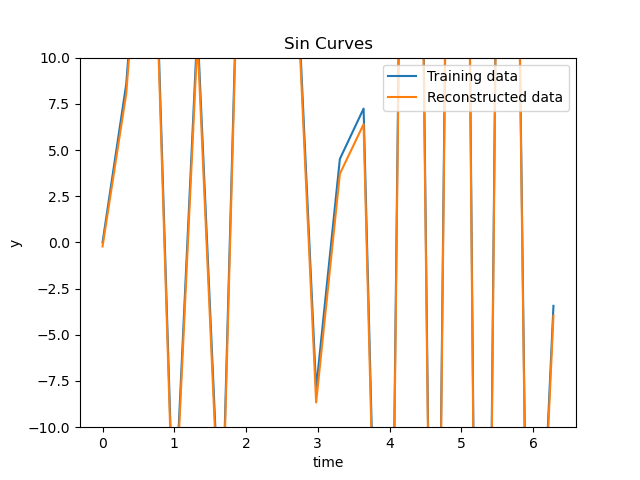 Sin Curves
Training data
Reconstructed data
10.0
7.5
5.0
2.5
0.0
−2.5
−5.0
−7.5
−10.0
y
0 1 2 3 4 5 6
time